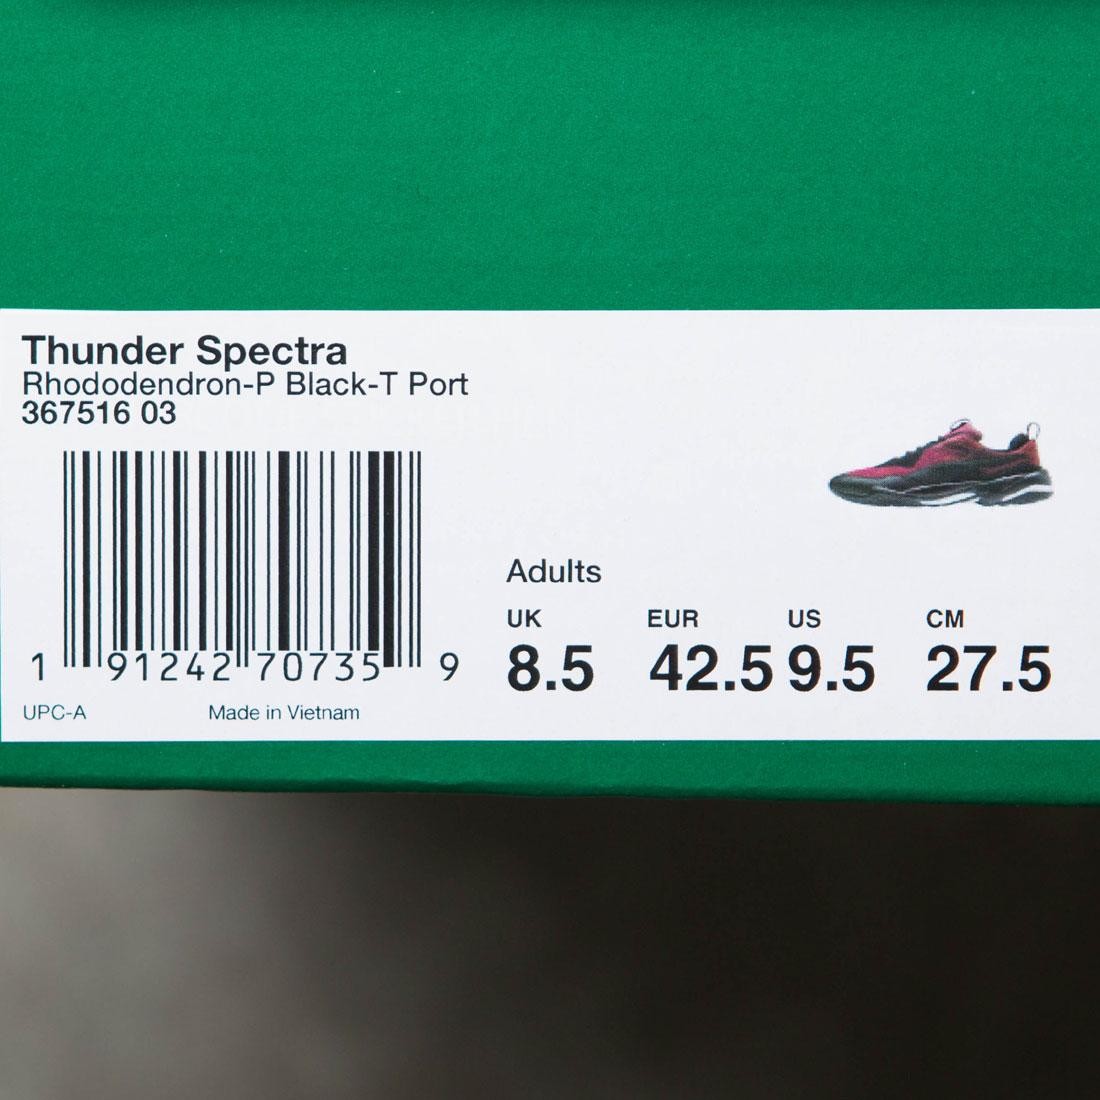 Thunder Spectra
Rhododendron-P Black-T Port
367516 03
1 91242 70735 9
UPC-A Made in Vietnam
Adults
UK EUR US CM
8.5 42.5 9.5 27.5